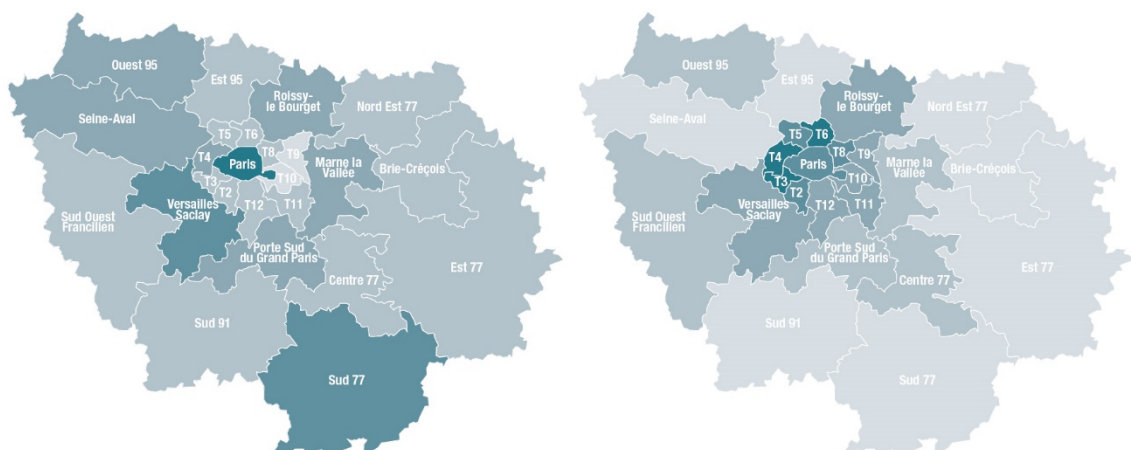 Ouest 95
Est 95
Roissy-
le Bourget
Nord Est 77
Seine-Aval
T5
T6
T4
Paris
T8
T9
Marne la
Vallée
Brie-Créçois
T3
T2
T10
Versailles
Saclay
T12
T11
Sud Ouest
Francilien
Porte Sud
du Grand Paris
Est 77
Centre 77
Sud 91
Sud 77
Ouest 95
Est 95
Roissy-
le Bourget
Nord Est 77
Seine-Aval
T5
T6
T4
Paris
T8
T9
Marne la
Vallée
Brie-Créçois
T3
T2
T10
Versailles
Saclay
T12
T11
Sud Ouest
Francilien
Porte Sud
du Grand Paris
Est 77
Centre 77
Sud 91
Sud 77